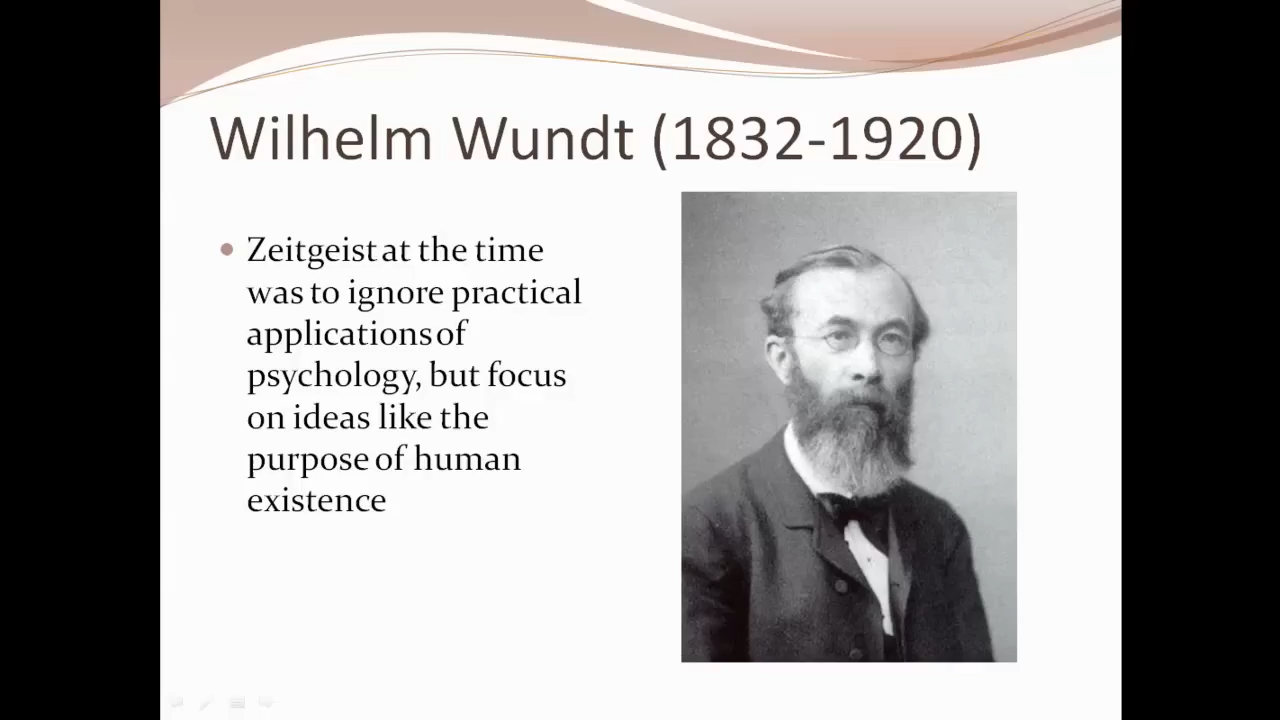 Wilhelm Wundt (1832-1920)
Zeitgeist at the time
was to ignore practical
applications of
psychology, but focus
on ideas like the
purpose of human
existence